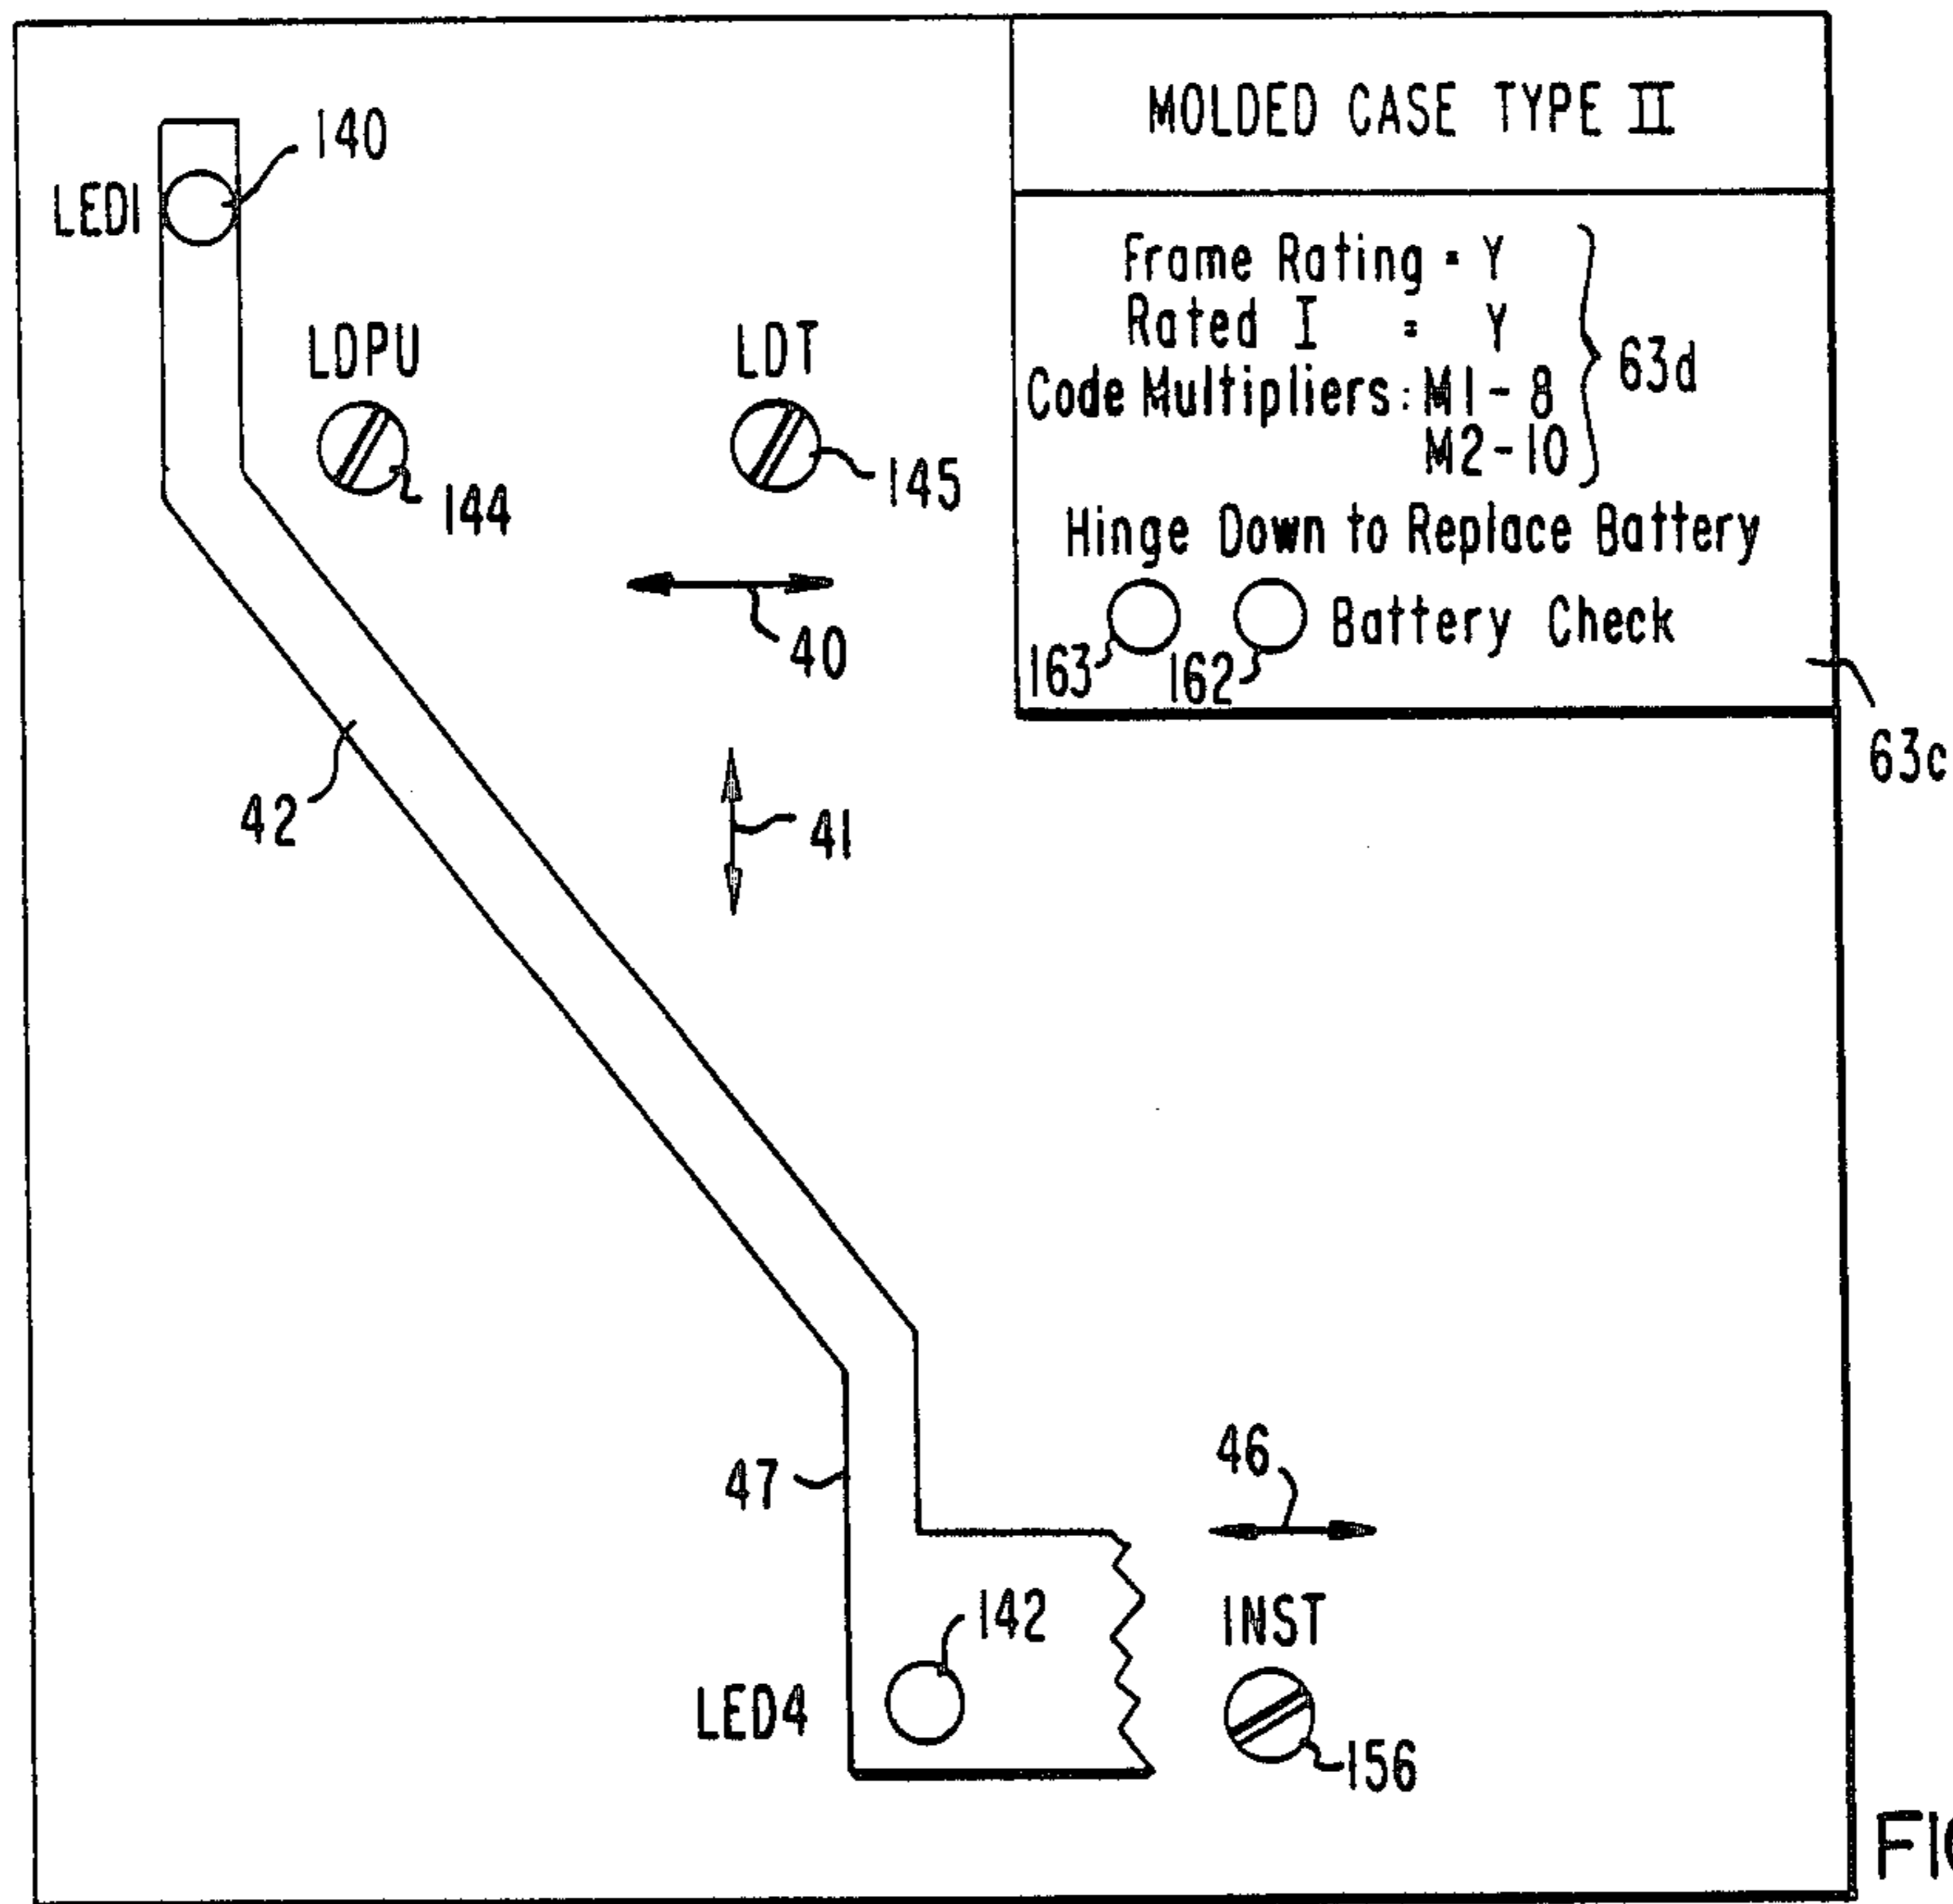 MOLDED CASE TYPE II
140
LED1
Frame Rating = Y
Rated I = Y
Code Multipliers: M1-8
M2-10
63d
LDPU
LDT
144
145
Hinge Down to Replace Battery
Battery Check
163
162
40
63c
42
41
47
46
142
INST
LED4
156